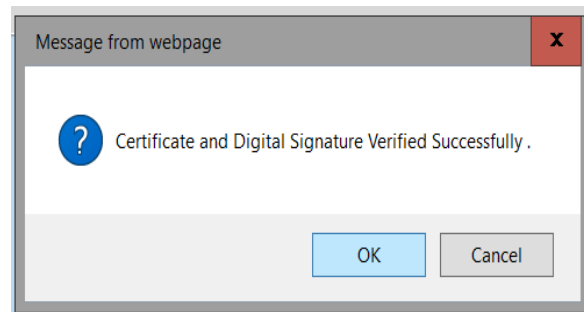 Message from webpage
X
?
Certificate and Digital Signature Verified Successfully .
OK
Cancel